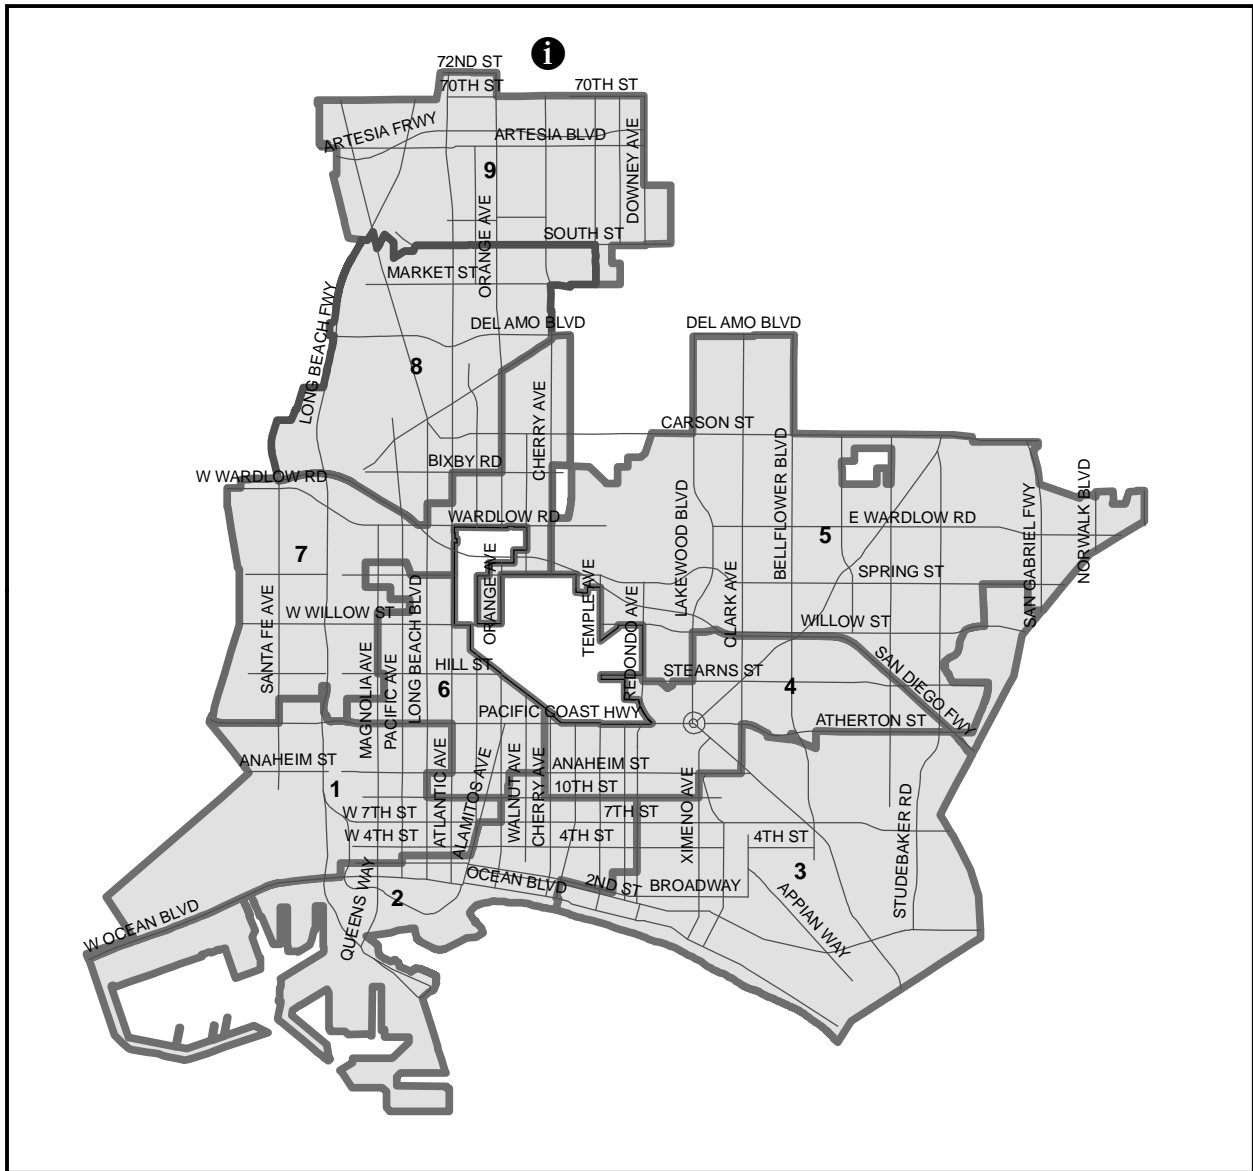 i
72ND ST
70TH ST
70TH ST
ARTESIA FRWY
ARTESIA BLVD
DOWNEY AVE
9
ORANGE AVE
SOUTH ST
MARKET ST
LONG BEACH FWY
DEL AMO BLVD
DEL AMO BLVD
8
CHERRY AVE
CARSON ST
BIXBY RD
BELLFLOWER BLVD
W WARDLOW RD
LAKEWOOD BLVD
SAN GABRIEL FWY
NORWALK BLVD
WARDLOW RD
E WARDLOW RD
5
7
ORANGE AVE
TEMPLE AVE
CLARK AVE
SPRING ST
SANTA FE AVE
W WILLOW ST
LONG BEACH BLVD
REDONDO AVE
WILLOW ST
MAGNOLIA AVE
PACIFIC AVE
HILL ST
STEARNS ST
SAN DIEGO FWY
6
4
PACIFIC COAST HWY
ATHERTON ST
ANAHEIM ST
ATLANTIC AVE
ALAMITOS AVE
WALNUT AVE
CHERRY AVE
ANAHEIM ST
10TH ST
XIMENO AVE
STUDEBAKER RD
1
W 7TH ST
7TH ST
W 4TH ST
4TH ST
4TH ST
OCEAN BLVD
2ND ST
BROADWAY
3
APPIAN WAY
2
QUEENS WAY
W OCEAN BLVD